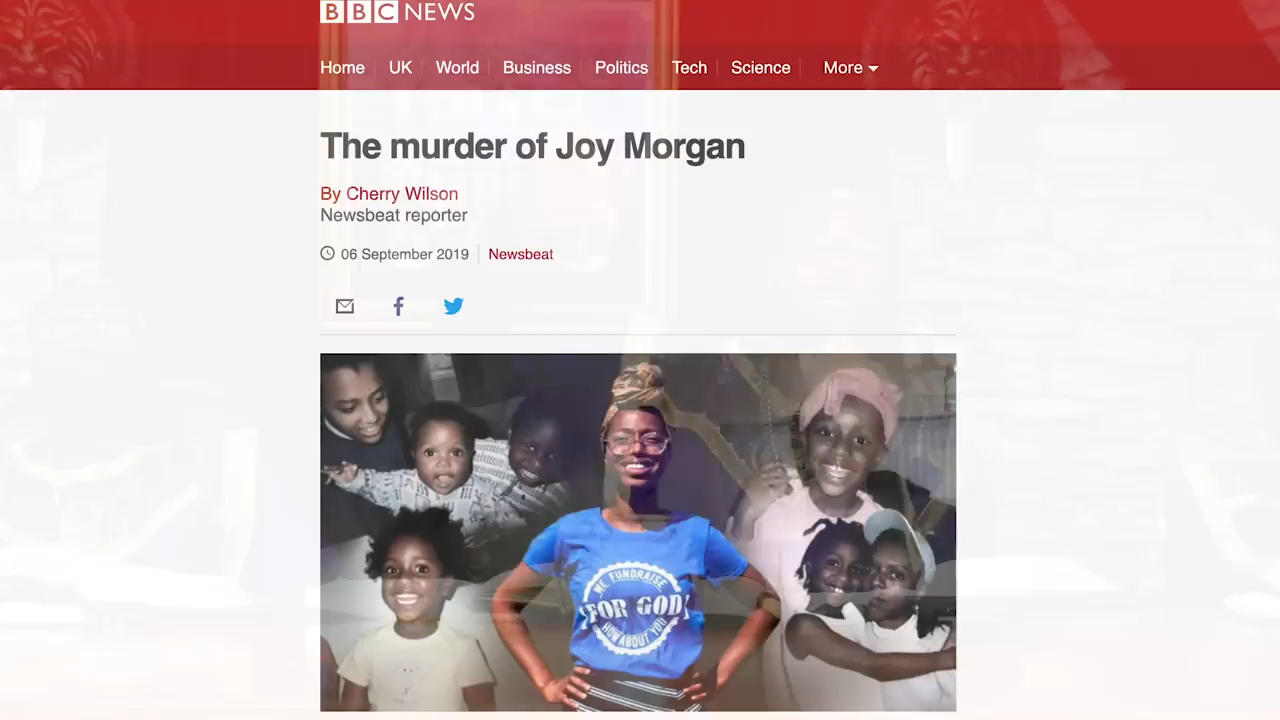 BBC NEWS
Home UK World Business Politics Tech Science More
The murder of Joy Morgan
By Cherry Wilson
Newsbeat reporter
06 September 2019 Newsbeat
WE FUNDRAISE
FOR GOD
HOW ABOUT YOU